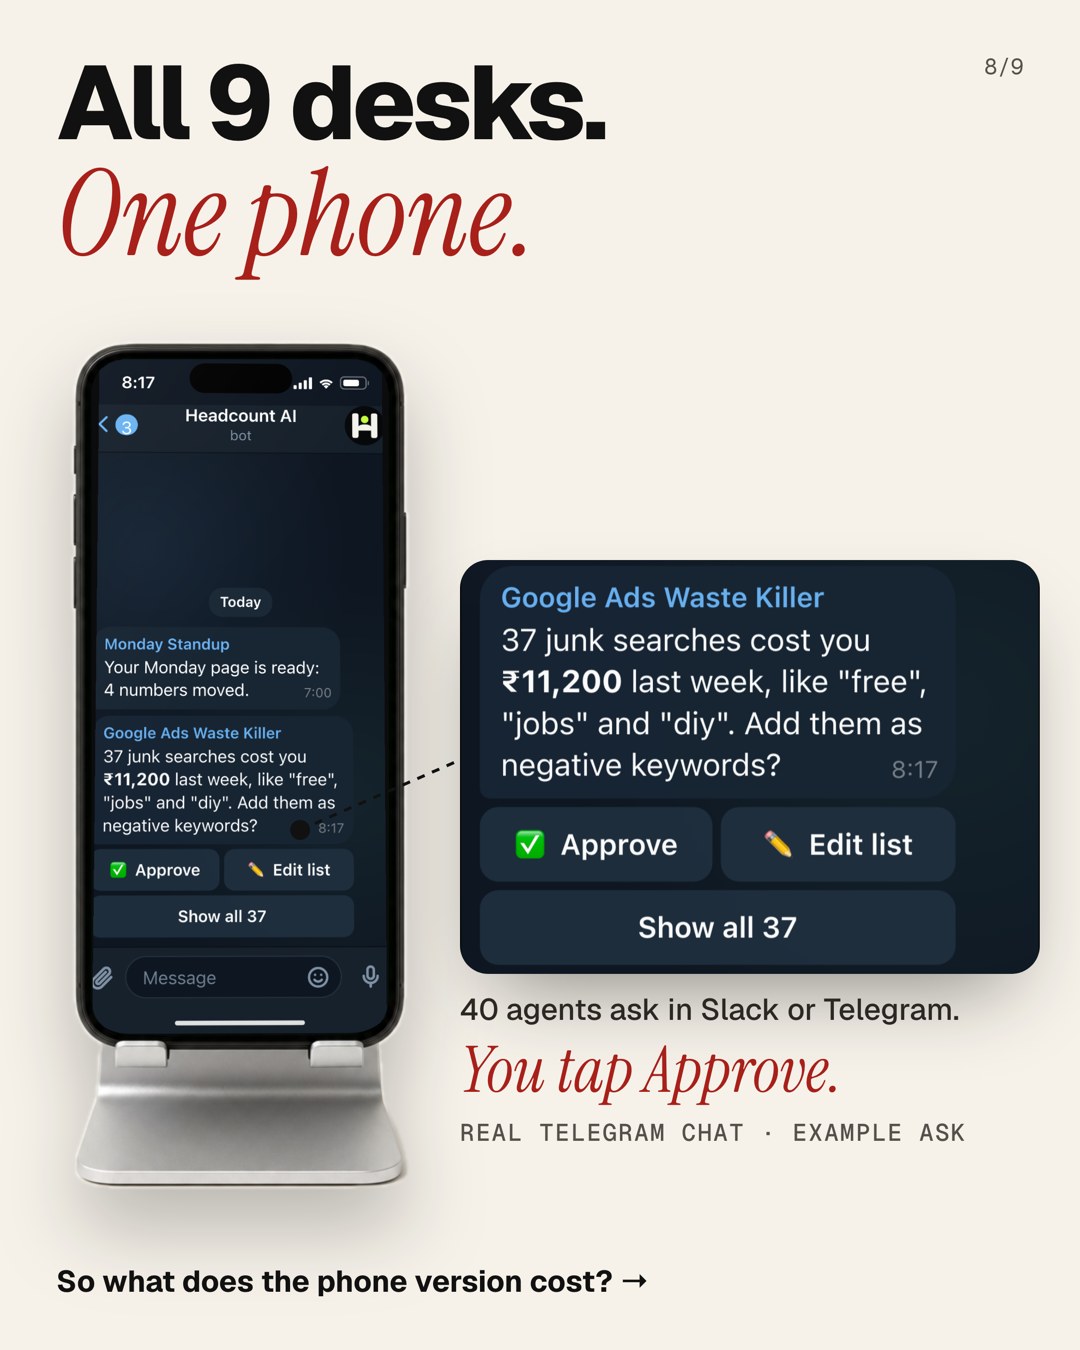 All 9 desks.
8/9
One phone.
8:17
3
Headcount AI
bot
H
Today
Monday Standup
Your Monday page is ready:
4 numbers moved.
7:00
Google Ads Waste Killer
37 junk searches cost you
₹11,200 last week, like "free",
"jobs" and "diy". Add them as
negative keywords?
8:17
✅ Approve
✏️ Edit list
Show all 37
Message
Google Ads Waste Killer
37 junk searches cost you
₹11,200 last week, like "free",
"jobs" and "diy". Add them as
negative keywords?
8:17
✅ Approve
✏️ Edit list
Show all 37
40 agents ask in Slack or Telegram.
You tap Approve.
REAL TELEGRAM CHAT · EXAMPLE ASK
So what does the phone version cost? →